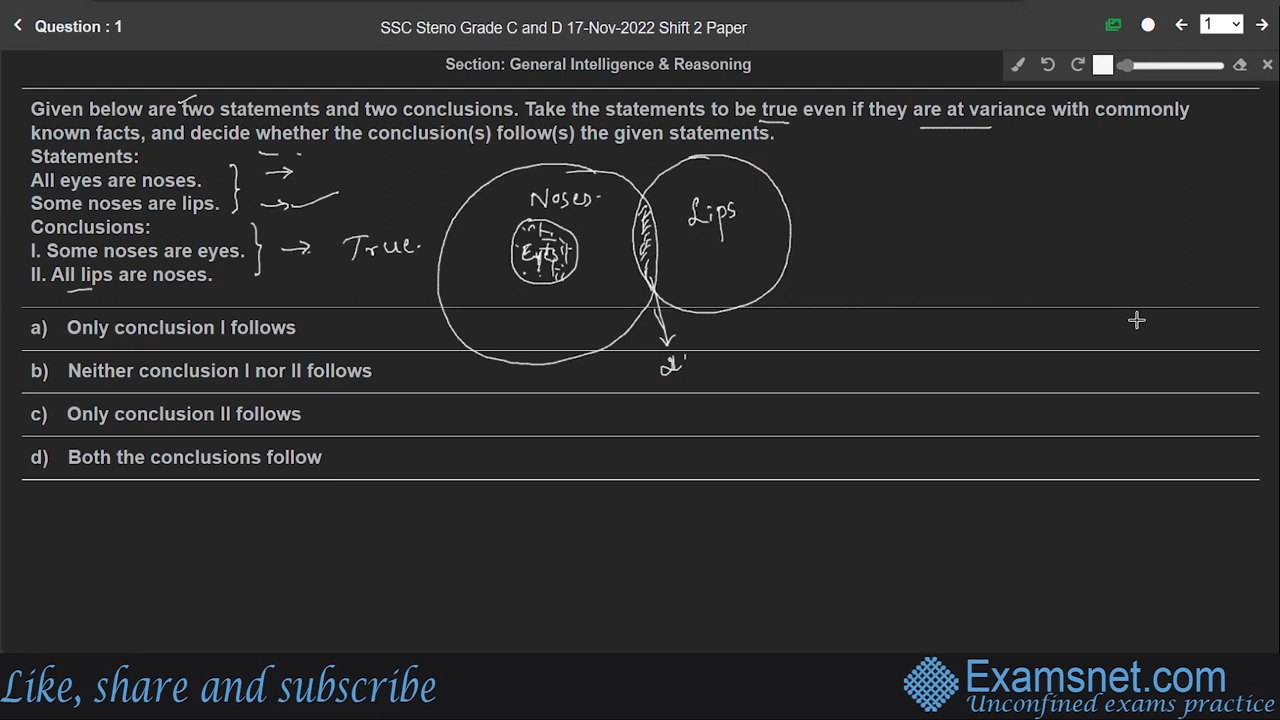 Question : 1
SSC Steno Grade C and D 17-Nov-2022 Shift 2 Paper
1
Section: General Intelligence & Reasoning
Given below are two statements and two conclusions. Take the statements to be true even if they are at variance with commonly
known facts, and decide whether the conclusion(s) follow(s) the given statements.
Statements:
All eyes are noses.
Some noses are lips.
Conclusions:
I. Some noses are eyes.
II. All lips are noses.
True.
Noses.
Eyes
Lips
a) Only conclusion I follows
b) Neither conclusion I nor II follows
c) Only conclusion II follows
d) Both the conclusions follow
Like, share and subscribe
Examsnet.com
Unconfined exams practice